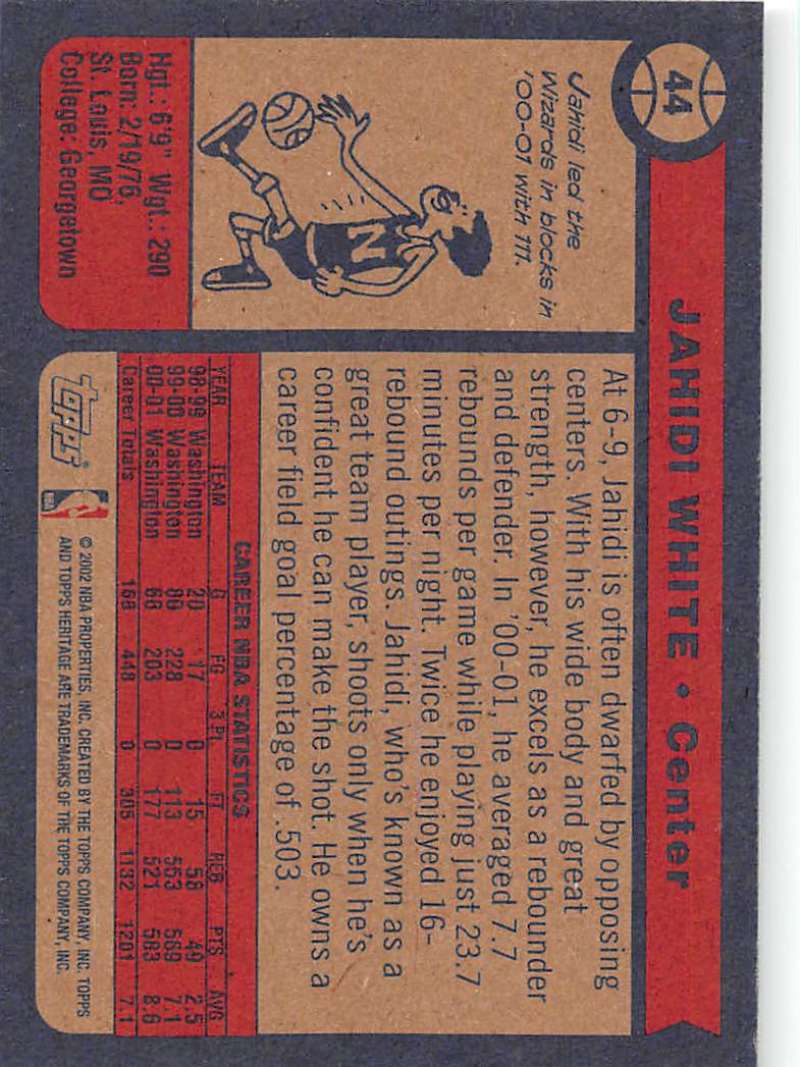 44
JAHIDI WHITE • Center
Jahidi led the
Wizards in blocks in
'00-01 with 111.
N
Hgt.: 6'9" Wgt.: 290
Born: 2/19/76,
St. Louis, MO
College: Georgetown
At 6-9, Jahidi is often dwarfed by opposing
centers. With his wide body and great
strength, however, he excels as a rebounder
and defender. In '00-01, he averaged 7.7
rebounds per game while playing just 23.7
minutes per night. Twice he enjoyed 16-
rebound outings. Jahidi, who's known as a
great team player, shoots only when he's
confident he can make the shot. He owns a
career field goal percentage of .503.
CAREER NBA STATISTICS
YEAR TEAM G FG 3 Pt. FT REB PTS AVG
98-99 Washington 20 17 0 15 58 49 2.5
99-00 Washington 80 228 0 113 553 569 7.1
00-01 Washington 68 203 0 177 521 583 8.6
Career Totals 168 448 0 305 1132 1201 7.1
Topps NBA
© 2002 NBA PROPERTIES, INC. CREATED BY THE TOPPS COMPANY, INC. TOPPS
AND TOPPS HERITAGE ARE TRADEMARKS OF THE TOPPS COMPANY, INC.